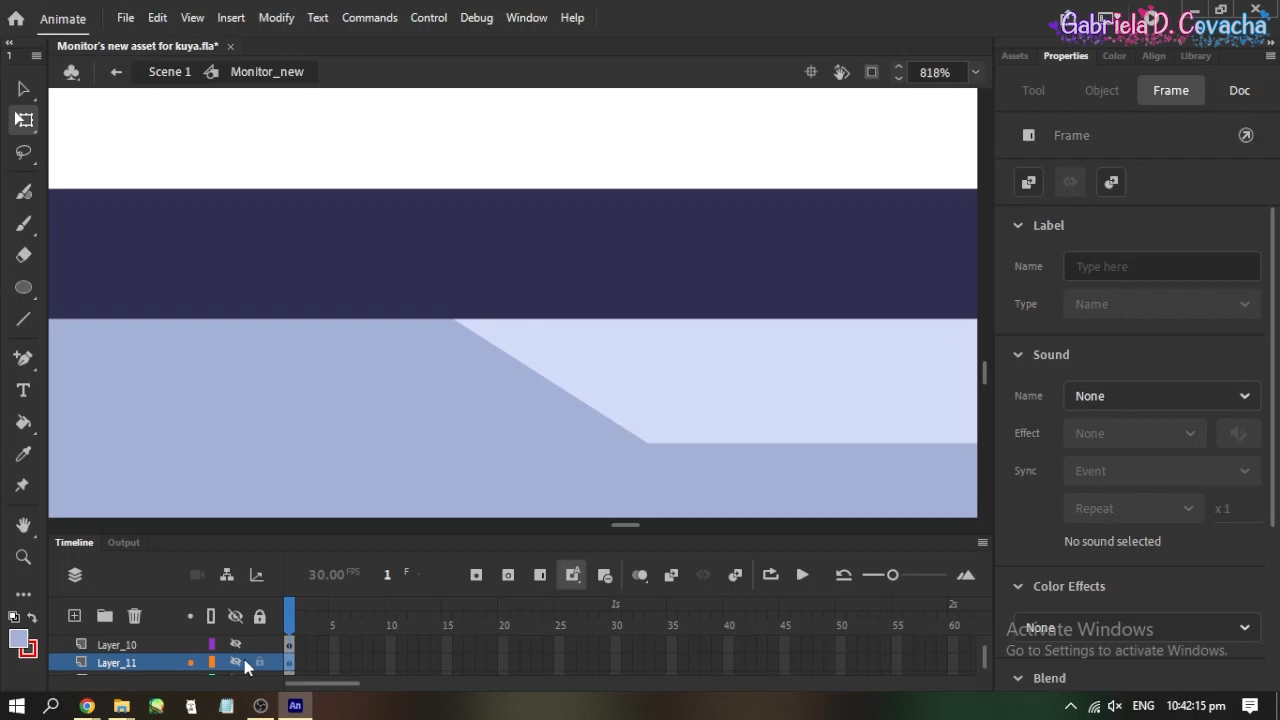 Animate
File Edit View Insert Modify Text Commands Control Debug Window Help
Gabriela D. Covacha
1
Monitor's new asset for kuya.fla*
Assets Properties Color Align Library
Scene 1 Monitor_new
818%
Tool Object Frame Doc
Frame
Label
Name Type here
Type Name
Sound
Name None
Effect None
Sync Event
Repeat x 1
No sound selected
Color Effects
None
Activate Windows
Go to Settings to activate Windows.
Blend
Timeline Output
30.00 FPS 1 F
1s 2s
5 10 15 20 25 30 35 40 45 50 55 60
Layer_10
Layer_11
An
ENG 10:42:15 pm